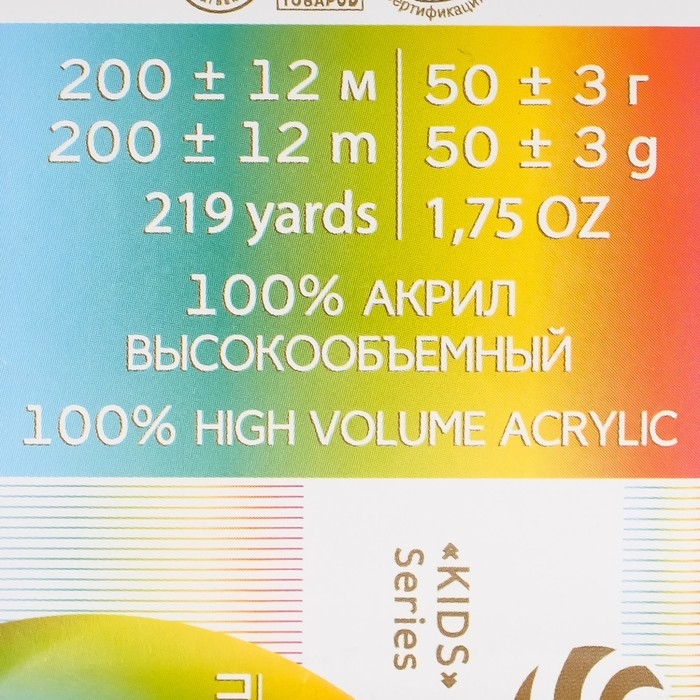 ТОВАРОВ
200 ± 12 м
50 ± 3 г
200 ± 12 m
50 ± 3 g
219 yards
1,75 OZ
100% АКРИЛ
ВЫСОКООБЪЕМНЫЙ
100% HIGH VOLUME ACRYLIC
«KIDS»
Series